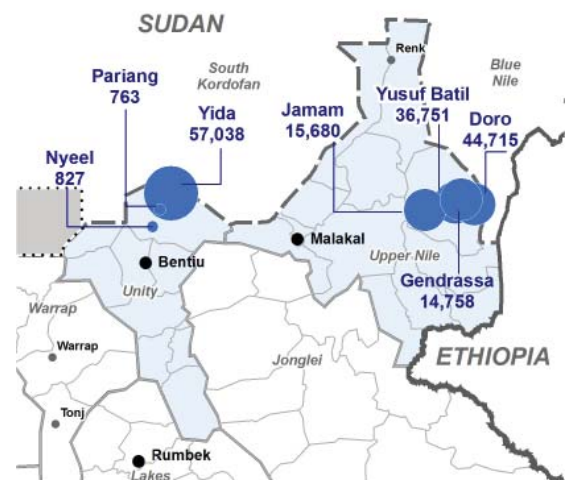 SUDAN
Renk
Pariang
763
South
Kordofan
Blue
Nile
Yida
57,038
Jamam
15,680
Yusuf Batil
36,751
Doro
44,715
Nyeel
827
Malakal
Upper Nile
Bentiu
Unity
Gendrassa
14,758
Warrap
Warrap
Jonglei
ETHIOPIA
Tonj
Rumbek
Lakes